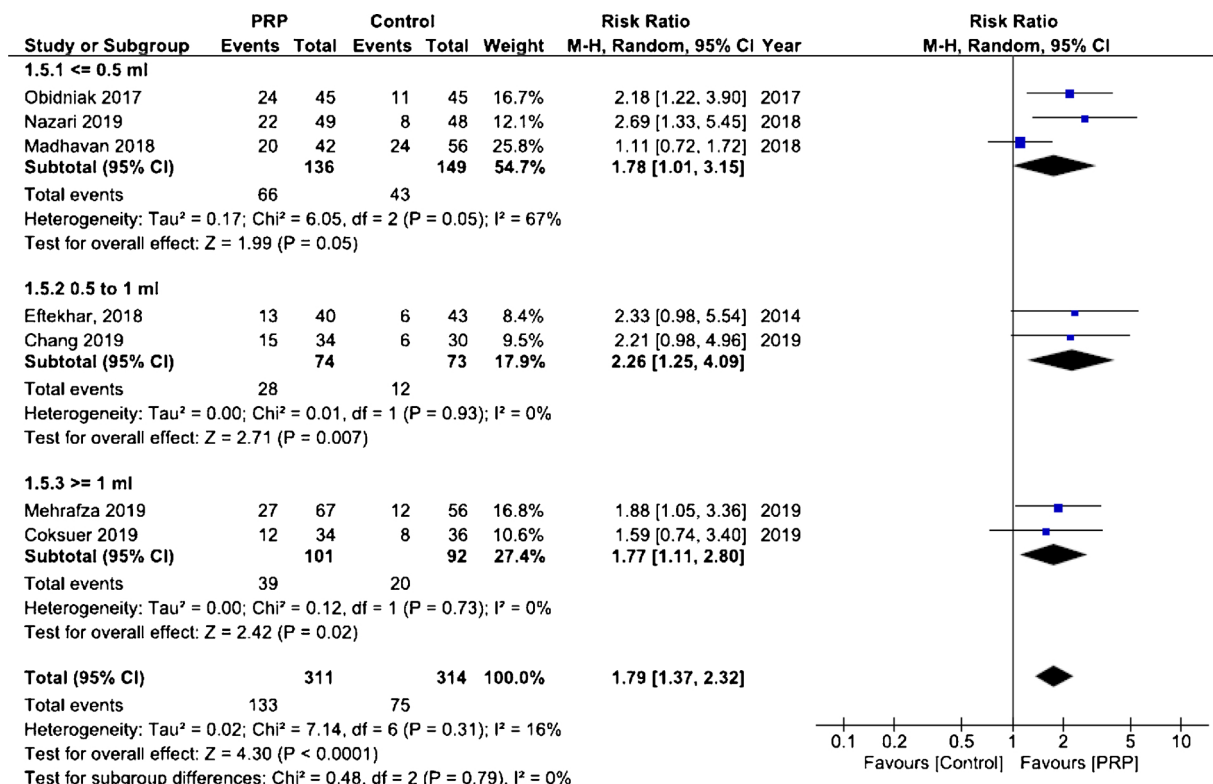 PRP Control Risk Ratio Risk Ratio
Study or Subgroup Events Total Events Total Weight M-H, Random, 95% CI Year M-H, Random, 95% CI
1.5.1 <= 0.5 ml
Obidniak 2017 24 45 11 45 16.7% 2.18 [1.22, 3.90] 2017
Nazari 2019 22 49 8 48 12.1% 2.69 [1.33, 5.45] 2018
Madhavan 2018 20 42 24 56 25.8% 1.11 [0.72, 1.72] 2018
Subtotal (95% CI) 136 149 54.7% 1.78 [1.01, 3.15]
Total events 66 43
Heterogeneity: Tau² = 0.17; Chi² = 6.05, df = 2 (P = 0.05); I² = 67%
Test for overall effect: Z = 1.99 (P = 0.05)
1.5.2 0.5 to 1 ml
Eftekhar, 2018 13 40 6 43 8.4% 2.33 [0.98, 5.54] 2014
Chang 2019 15 34 6 30 9.5% 2.21 [0.98, 4.96] 2019
Subtotal (95% CI) 74 73 17.9% 2.26 [1.25, 4.09]
Total events 28 12
Heterogeneity: Tau² = 0.00; Chi² = 0.01, df = 1 (P = 0.93); I² = 0%
Test for overall effect: Z = 2.71 (P = 0.007)
1.5.3 >= 1 ml
Mehrafza 2019 27 67 12 56 16.8% 1.88 [1.05, 3.36] 2019
Coksuer 2019 12 34 8 36 10.6% 1.59 [0.74, 3.40] 2019
Subtotal (95% CI) 101 92 27.4% 1.77 [1.11, 2.80]
Total events 39 20
Heterogeneity: Tau² = 0.00; Chi² = 0.12, df = 1 (P = 0.73); I² = 0%
Test for overall effect: Z = 2.42 (P = 0.02)
Total (95% CI) 311 314 100.0% 1.79 [1.37, 2.32]
Total events 133 75
Heterogeneity: Tau² = 0.02; Chi² = 7.14, df = 6 (P = 0.31); I² = 16%
Test for overall effect: Z = 4.30 (P < 0.0001)
Test for subgroup differences: Chi² = 0.48, df = 2 (P = 0.79), I² = 0%
0.1 0.2 0.5 1 2 5 10
Favours [Control] Favours [PRP]